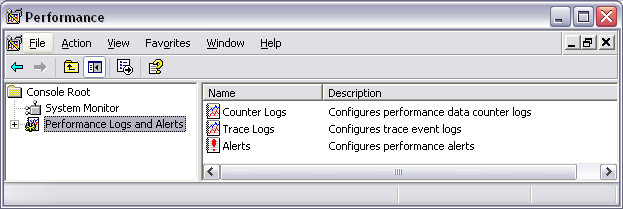 Performance
File Action View Favorites Window Help
Console Root
System Monitor
Performance Logs and Alerts
Name Description
Counter Logs Configures performance data counter logs
Trace Logs Configures trace event logs
Alerts Configures performance alerts